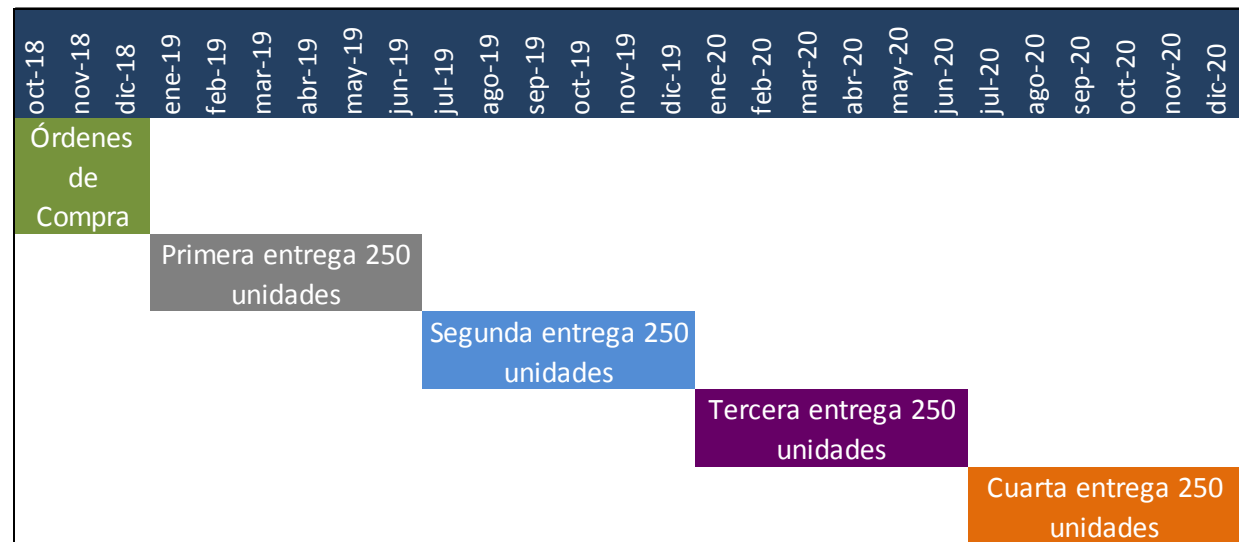 oct-18
nov-18
dic-18
ene-19
feb-19
mar-19
abr-19
may-19
jun-19
jul-19
ago-19
sep-19
oct-19
nov-19
dic-19
ene-20
feb-20
mar-20
abr-20
may-20
jun-20
jul-20
ago-20
sep-20
oct-20
nov-20
dic-20
Órdenes
de
Compra
Primera entrega 250
unidades
Segunda entrega 250
unidades
Tercera entrega 250
unidades
Cuarta entrega 250
unidades